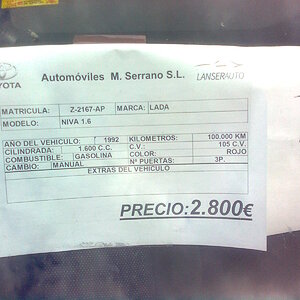 TOYOTA
Automóviles M. Serrano S.L.
LANSERAUTO
MATRICULA: Z-2167-AP MARCA: LADA
MODELO: NIVA 1.6
AÑO DEL VEHICULO: 1992 KILOMETROS: 100.000 KM
CILINDRADA: 1.600 C.C. C.V.: 105 C.V.
COMBUSTIBLE: GASOLINA COLOR: ROJO
CAMBIO: MANUAL Nº PUERTAS: 3P.
EXTRAS DEL VEHICULO
PRECIO:2.800€